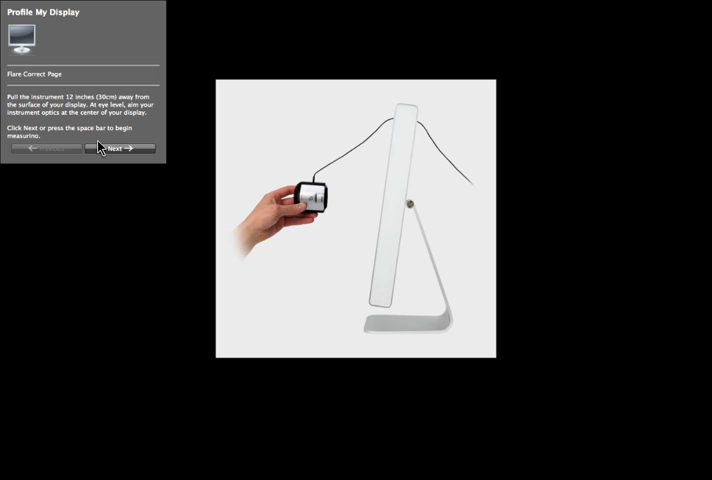 Profile My Display
Flare Correct Page
Pull the instrument 12 inches (30cm) away from
the surface of your display. At eye level, aim your
instrument optics at the center of your display.
Click Next or press the space bar to begin
measuring.
Next